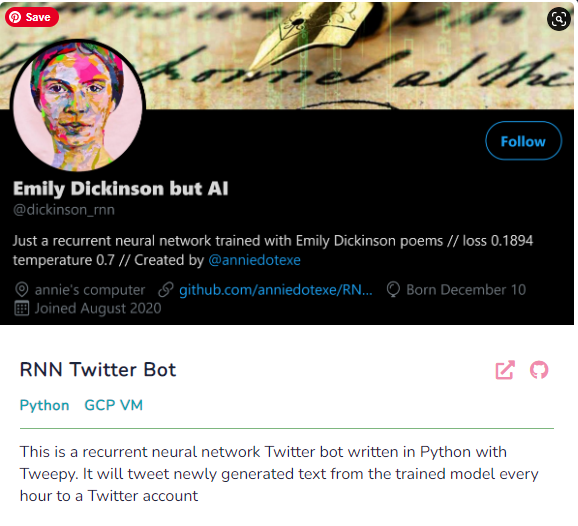 Save
hownel at the
Follow
Emily Dickinson but AI
@dickinson_rnn
Just a recurrent neural network trained with Emily Dickinson poems // loss 0.1894
temperature 0.7 // Created by @anniedotexe
annie's computer github.com/anniedotexe/RN... Born December 10
Joined August 2020
RNN Twitter Bot
Python GCP VM
This is a recurrent neural network Twitter bot written in Python with
Tweepy. It will tweet newly generated text from the trained model every
hour to a Twitter account